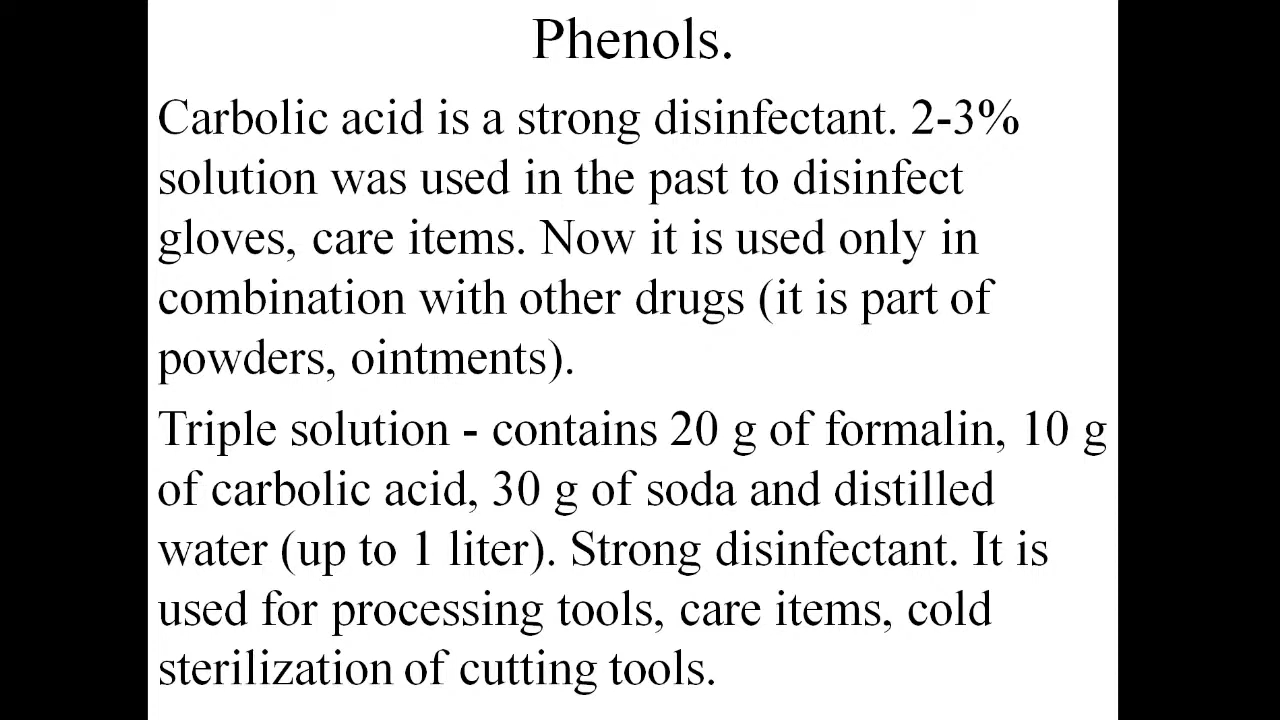 Phenols.
Carbolic acid is a strong disinfectant. 2-3%
solution was used in the past to disinfect
gloves, care items. Now it is used only in
combination with other drugs (it is part of
powders, ointments).
Triple solution - contains 20 g of formalin, 10 g
of carbolic acid, 30 g of soda and distilled
water (up to 1 liter). Strong disinfectant. It is
used for processing tools, care items, cold
sterilization of cutting tools.